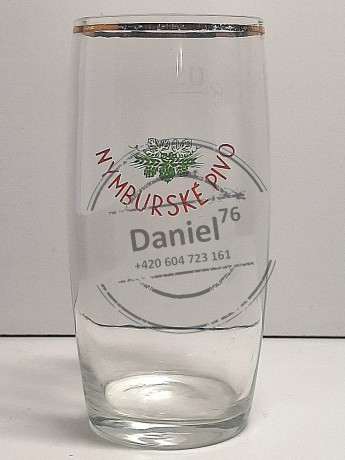 NYMBURSKÉ PIVO
Daniel76
+420 604 723 161